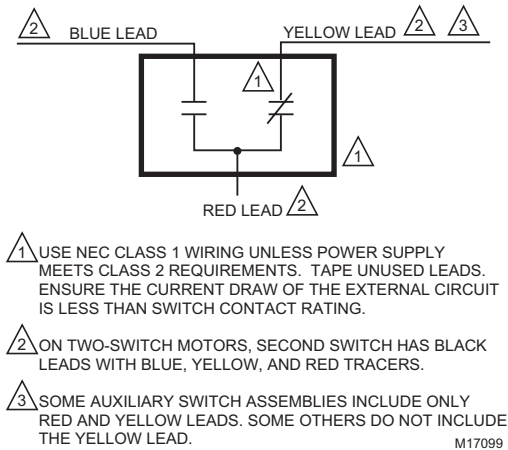 2 BLUE LEAD YELLOW LEAD 2 3
1
1
RED LEAD 2
1 USE NEC CLASS 1 WIRING UNLESS POWER SUPPLY
MEETS CLASS 2 REQUIREMENTS. TAPE UNUSED LEADS.
ENSURE THE CURRENT DRAW OF THE EXTERNAL CIRCUIT
IS LESS THAN SWITCH CONTACT RATING.
2 ON TWO-SWITCH MOTORS, SECOND SWITCH HAS BLACK
LEADS WITH BLUE, YELLOW, AND RED TRACERS.
3 SOME AUXILIARY SWITCH ASSEMBLIES INCLUDE ONLY
RED AND YELLOW LEADS. SOME OTHERS DO NOT INCLUDE
THE YELLOW LEAD. M17099